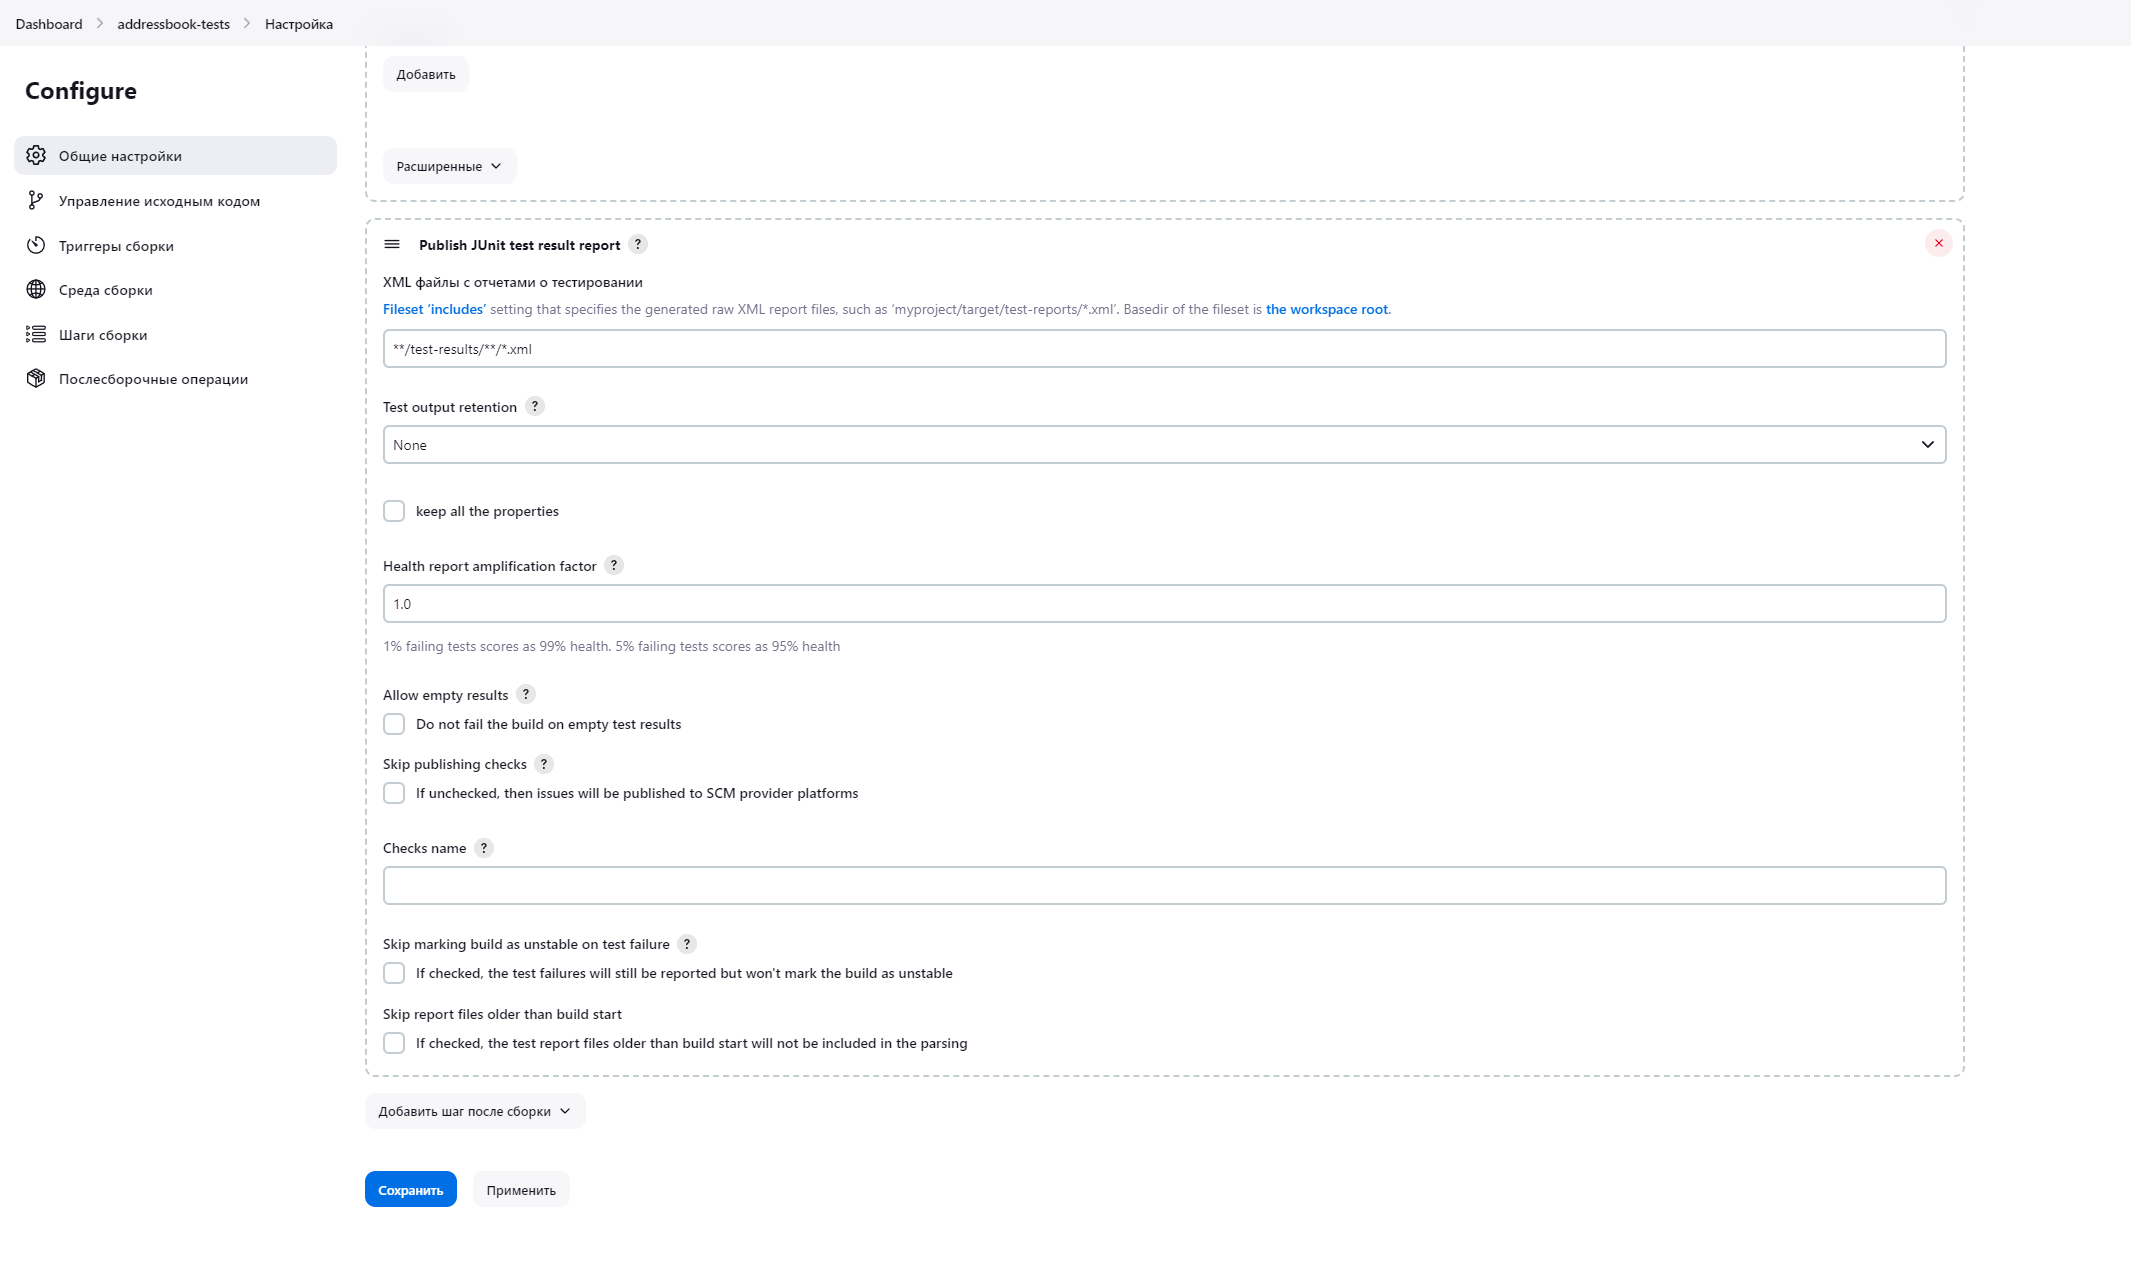 Dashboard > addressbook-tests > Настройка
Configure
Общие настройки
Управление исходным кодом
Триггеры сборки
Среда сборки
Шаги сборки
Послесборочные операции
Добавить
Расширенные
Publish JUnit test result report ?
XML файлы с отчетами о тестировании
Fileset ‘includes’ setting that specifies the generated raw XML report files, such as ‘myproject/target/test-reports/*.xml’. Basedir of the fileset is the workspace root.
**/test-results/**/*.xml
Test output retention ?
None
keep all the properties
Health report amplification factor ?
1.0
1% failing tests scores as 99% health. 5% failing tests scores as 95% health
Allow empty results ?
Do not fail the build on empty test results
Skip publishing checks ?
If unchecked, then issues will be published to SCM provider platforms
Checks name ?
Skip marking build as unstable on test failure ?
If checked, the test failures will still be reported but won't mark the build as unstable
Skip report files older than build start
If checked, the test report files older than build start will not be included in the parsing
Добавить шаг после сборки
Сохранить
Применить